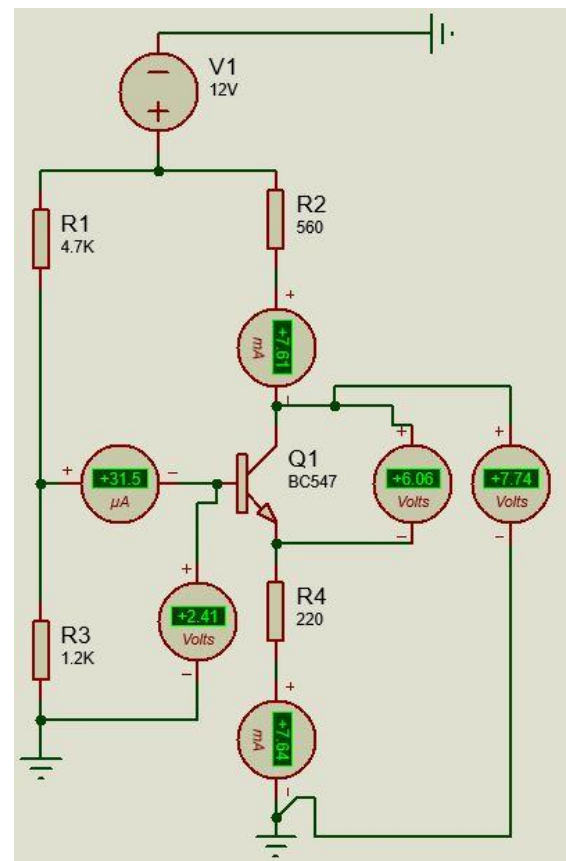 V1
12V
R1
4.7K
R2
560
+7.61
mA
+31.5
µA
Q1
BC547
+6.06
Volts
+7.74
Volts
+2.41
Volts
R3
1.2K
R4
220
+7.64
mA